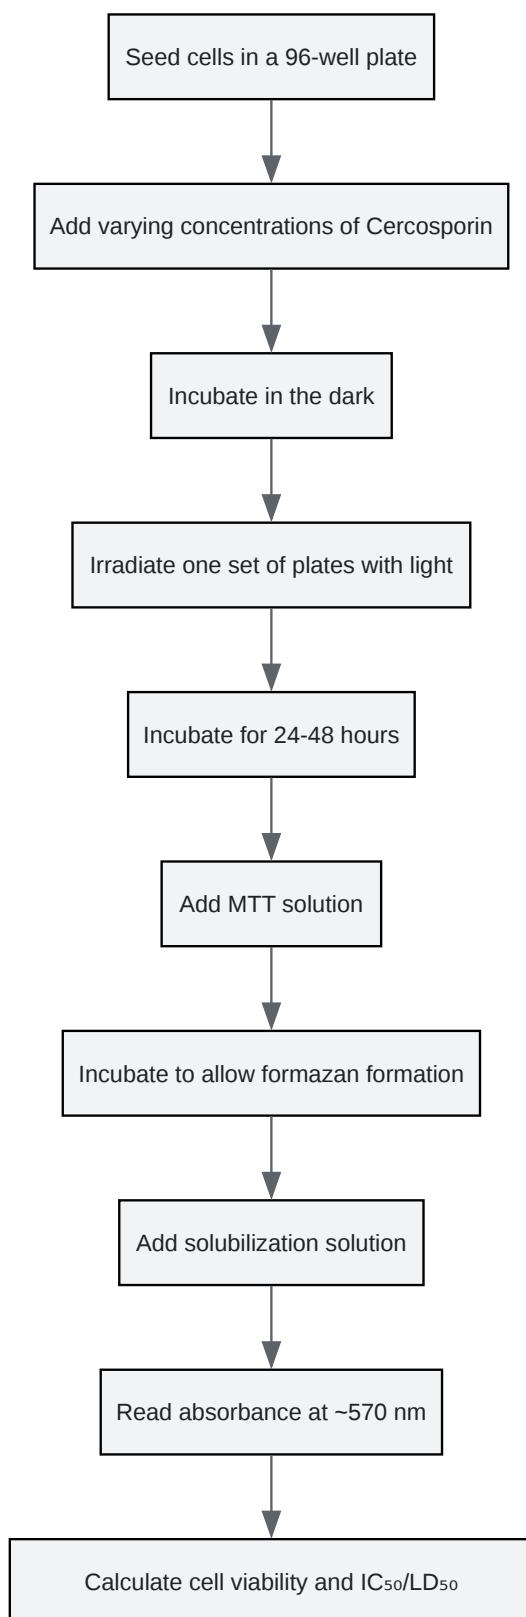 Seed cells in a 96-well plate
Add varying concentrations of Cercosporin
Incubate in the dark
Irradiate one set of plates with light
Incubate for 24-48 hours
Add MTT solution
Incubate to allow formazan formation
Add solubilization solution
Read absorbance at ~570 nm
Calculate cell viability and IC₅₀/LD₅₀